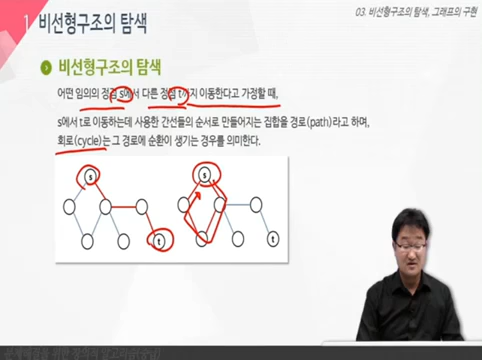 03. 비선형구조의 탐색, 그래프의 구현
1 비선형구조의 탐색
비선형구조의 탐색
어떤 임의의 정점 s에서 다른 정점 t까지 이동한다고 가정할 때,
s에서 t로 이동하는데 사용한 간선들의 순서로 만들어지는 집합을 경로(path)라고 하며,
회로(cycle)는 그 경로에 순환이 생기는 경우를 의미한다.
s
s
t
t